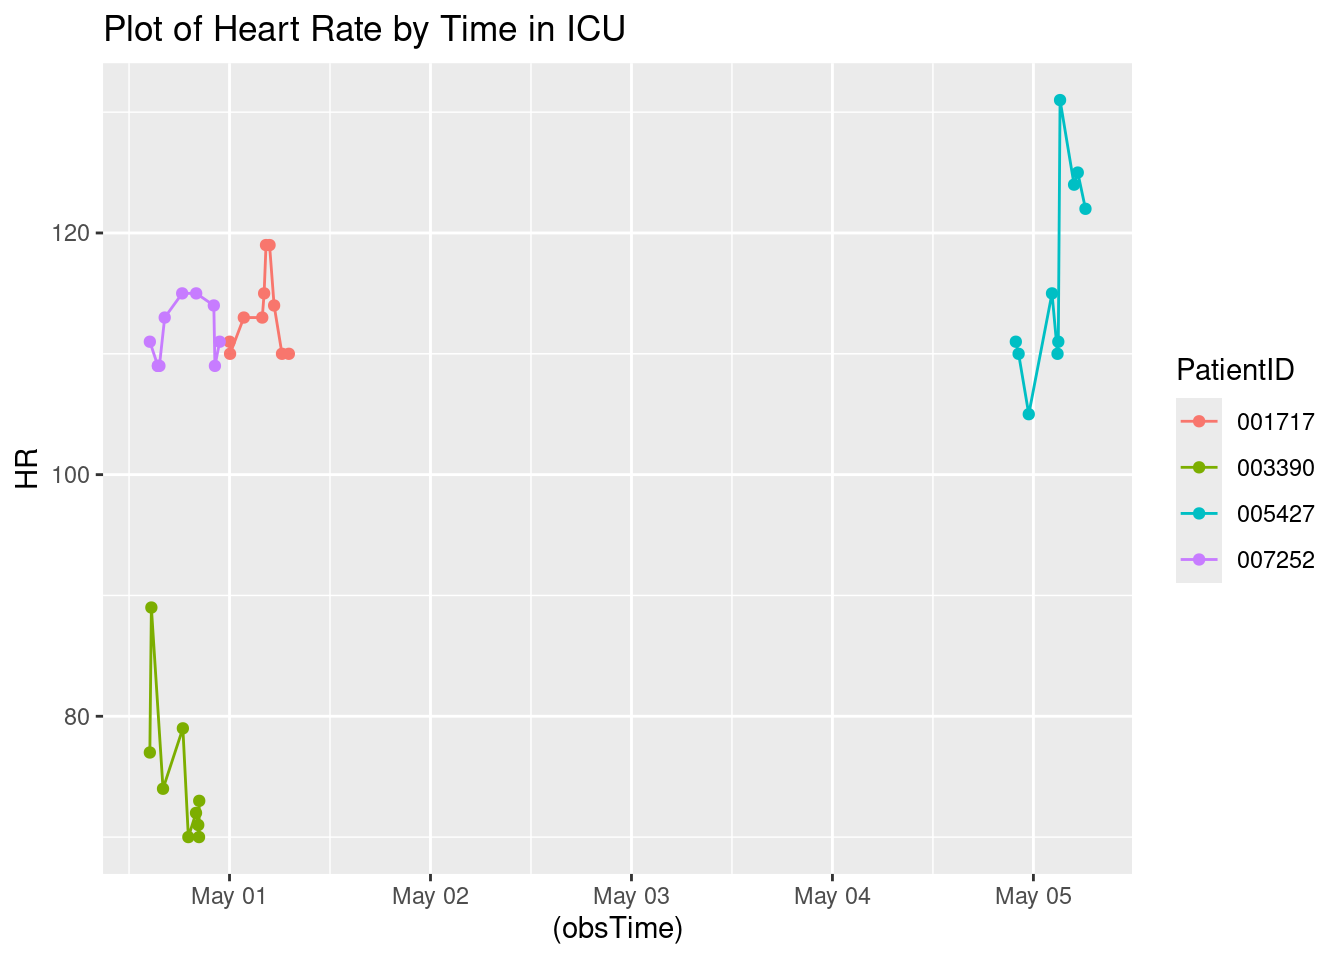 Plot of Heart Rate by Time in ICU
HR
120
100
80
May 01
May 02
May 03
May 04
May 05
(obsTime)
PatientID
001717
003390
005427
007252